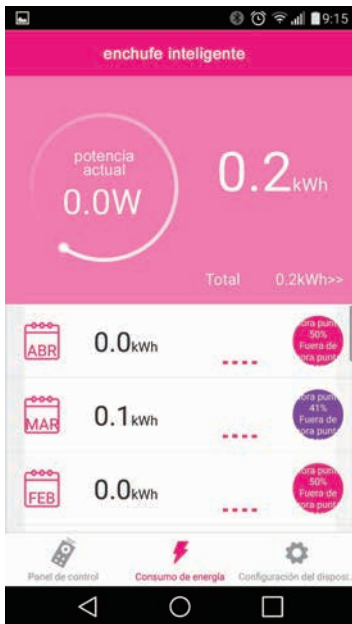 9:15
enchufe inteligente
potencia
actual
0.0W
0.2kWh
Total 0.2kWh>>
ABR 0.0kWh
50%
Fuera de
MAR 0.1kWh
41%
Fuera de
FEB 0.0kWh
50%
Fuera de
Panel de control Consumo de energía Configuración del disposi...